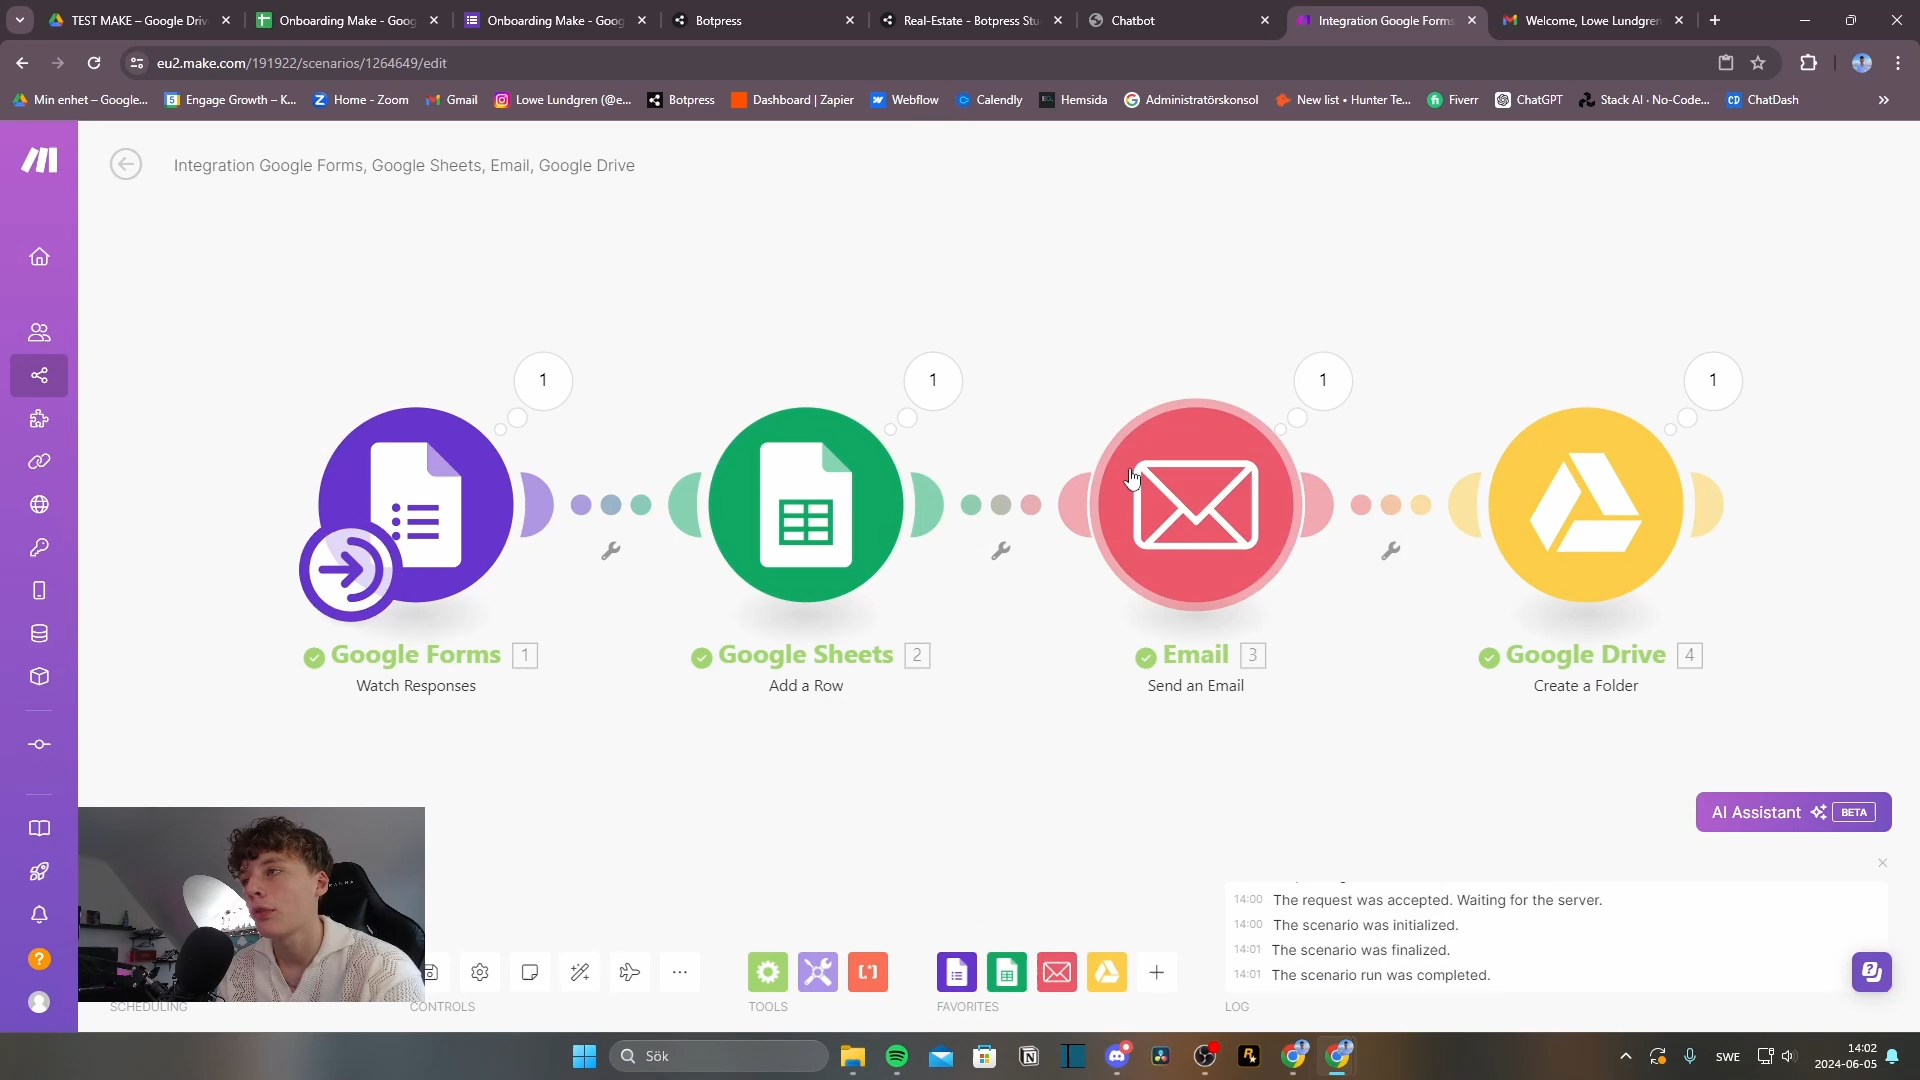 TEST MAKE – Google Driv
Onboarding Make - Goog
Onboarding Make - Goog
Botpress
Real-Estate - Botpress Stu
Chatbot
Integration Google Forms
Welcome, Lowe Lundgren
eu2.make.com/191922/scenarios/1264649/edit
Min enhet – Google...
Engage Growth – K...
Home - Zoom
Gmail
Lowe Lundgren (@e...
Botpress
Dashboard | Zapier
Webflow
Calendly
Hemsida
Administratörskonsol
New list • Hunter Te...
Fiverr
ChatGPT
Stack AI · No-Code...
CD
ChatDash
Integration Google Forms, Google Sheets, Email, Google Drive
1
1
1
1
Google Forms 1
Watch Responses
Google Sheets 2
Add a Row
Email 3
Send an Email
Google Drive 4
Create a Folder
AI Assistant BETA
14:00 The request was accepted. Waiting for the server.
14:00 The scenario was initialized.
14:01 The scenario was finalized.
14:01 The scenario run was completed.
SCHEDULING
CONTROLS
TOOLS
FAVORITES
LOG
Sök
SWE
14:02
2024-06-05